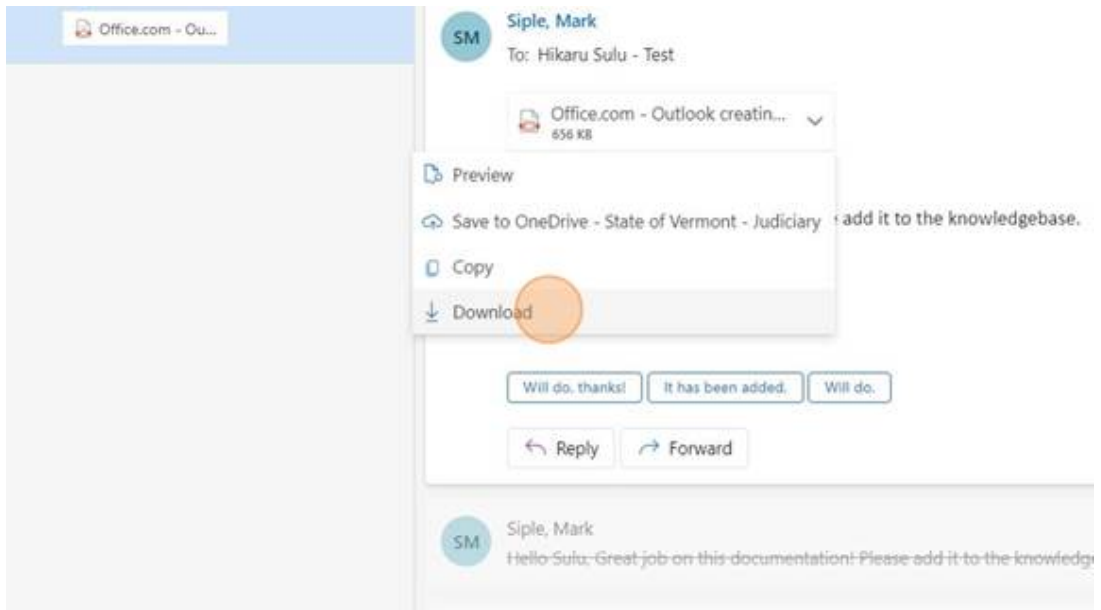 Office.com - Ou...
SM
Siple, Mark
To: Hikaru Sulu - Test
Office.com - Outlook creatin...
656 KB
Preview
Save to OneDrive - State of Vermont - Judiciary
add it to the knowledgebase.
Copy
Download
Will do, thanks!
It has been added.
Will do.
Reply
Forward
SM
Siple, Mark
Hello Sulu, Great job on this documentation! Please add it to the knowledg